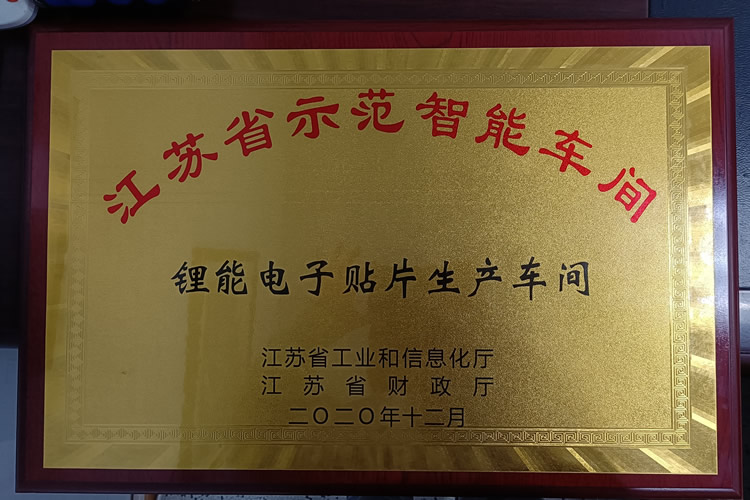 江苏省示范智能车间
锂能电子贴片生产车间
江苏省工业和信息化厅
江苏省财政厅
二〇二〇年十二月